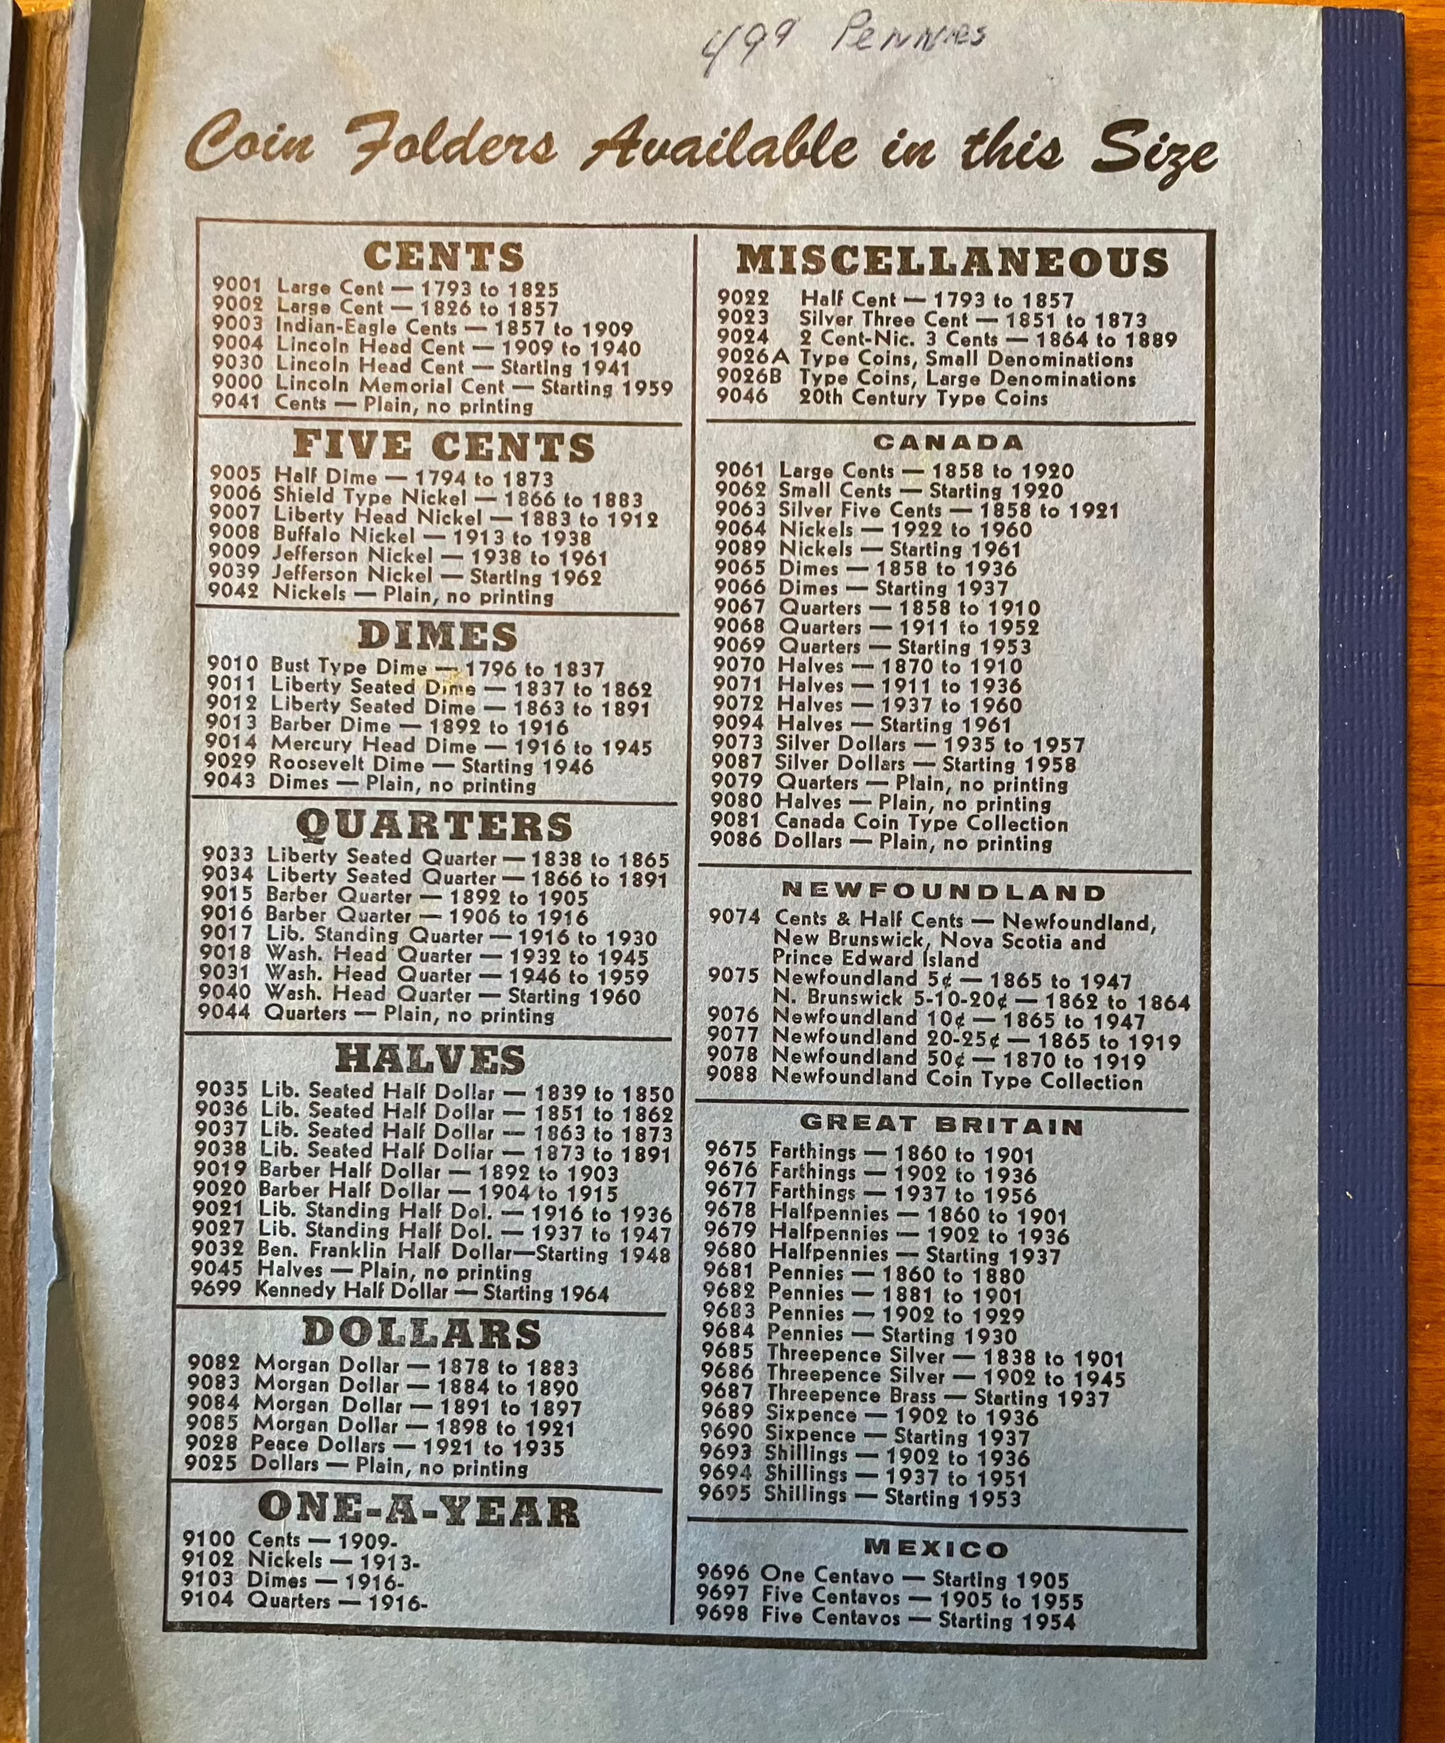 499 Pennies
Coin Folders Available in this Size
CENTS
9001 Large Cent — 1793 to 1825
9002 Large Cent — 1826 to 1857
9003 Indian-Eagle Cents — 1857 to 1909
9004 Lincoln Head Cent — 1909 to 1940
9030 Lincoln Head Cent — Starting 1941
9000 Lincoln Memorial Cent — Starting 1959
9041 Cents — Plain, no printing
FIVE CENTS
9005 Half Dime — 1794 to 1873
9006 Shield Type Nickel — 1866 to 1883
9007 Liberty Head Nickel — 1883 to 1912
9008 Buffalo Nickel — 1913 to 1938
9009 Jefferson Nickel — 1938 to 1961
9039 Jefferson Nickel — Starting 1962
9042 Nickels — Plain, no printing
DIMES
9010 Bust Type Dime — 1796 to 1837
9011 Liberty Seated Dime — 1837 to 1862
9012 Liberty Seated Dime — 1863 to 1891
9013 Barber Dime — 1892 to 1916
9014 Mercury Head Dime — 1916 to 1945
9029 Roosevelt Dime — Starting 1946
9043 Dimes — Plain, no printing
QUARTERS
9033 Liberty Seated Quarter — 1838 to 1865
9034 Liberty Seated Quarter — 1866 to 1891
9015 Barber Quarter — 1892 to 1905
9016 Barber Quarter — 1906 to 1916
9017 Lib. Standing Quarter — 1916 to 1930
9018 Wash. Head Quarter — 1932 to 1945
9031 Wash. Head Quarter — 1946 to 1959
9040 Wash. Head Quarter — Starting 1960
9044 Quarters — Plain, no printing
HALVES
9035 Lib. Seated Half Dollar — 1839 to 1850
9036 Lib. Seated Half Dollar — 1851 to 1862
9037 Lib. Seated Half Dollar — 1863 to 1873
9038 Lib. Seated Half Dollar — 1873 to 1891
9019 Barber Half Dollar — 1892 to 1903
9020 Barber Half Dollar — 1904 to 1915
9021 Lib. Standing Half Dol. — 1916 to 1936
9027 Lib. Standing Half Dol. — 1937 to 1947
9032 Ben. Franklin Half Dollar—Starting 1948
9045 Halves — Plain, no printing
9699 Kennedy Half Dollar — Starting 1964
DOLLARS
9082 Morgan Dollar — 1878 to 1883
9083 Morgan Dollar — 1884 to 1890
9084 Morgan Dollar — 1891 to 1897
9085 Morgan Dollar — 1898 to 1921
9028 Peace Dollars — 1921 to 1935
9025 Dollars — Plain, no printing
ONE-A-YEAR
9100 Cents — 1909-
9102 Nickels — 1913-
9103 Dimes — 1916-
9104 Quarters — 1916-
MISCELLANEOUS
9022 Half Cent — 1793 to 1857
9023 Silver Three Cent — 1851 to 1873
9024 2 Cent-Nic. 3 Cents — 1864 to 1889
9026A Type Coins, Small Denominations
9026B Type Coins, Large Denominations
9046 20th Century Type Coins
CANADA
9061 Large Cents — 1858 to 1920
9062 Small Cents — Starting 1920
9063 Silver Five Cents — 1858 to 1921
9064 Nickels — 1922 to 1960
9089 Nickels — Starting 1961
9065 Dimes — 1858 to 1936
9066 Dimes — Starting 1937
9067 Quarters — 1858 to 1910
9068 Quarters — 1911 to 1952
9069 Quarters — Starting 1953
9070 Halves — 1870 to 1910
9071 Halves — 1911 to 1936
9072 Halves — 1937 to 1960
9094 Halves — Starting 1961
9073 Silver Dollars — 1935 to 1957
9087 Silver Dollars — Starting 1958
9079 Quarters — Plain, no printing
9080 Halves — Plain, no printing
9081 Canada Coin Type Collection
9086 Dollars — Plain, no printing
NEWFOUNDLAND
9074 Cents & Half Cents — Newfoundland,
New Brunswick, Nova Scotia and
Prince Edward Island
9075 Newfoundland 5¢ — 1865 to 1947
N. Brunswick 5-10-20¢ — 1862 to 1864
9076 Newfoundland 10¢ — 1865 to 1947
9077 Newfoundland 20-25¢ — 1865 to 1919
9078 Newfoundland 50¢ — 1870 to 1919
9088 Newfoundland Coin Type Collection
GREAT BRITAIN
9675 Farthings — 1860 to 1901
9676 Farthings — 1902 to 1936
9677 Farthings — 1937 to 1956
9678 Halfpennies — 1860 to 1901
9679 Halfpennies — 1902 to 1936
9680 Halfpennies — Starting 1937
9681 Pennies — 1860 to 1880
9682 Pennies — 1881 to 1901
9683 Pennies — 1902 to 1929
9684 Pennies — Starting 1930
9685 Threepence Silver — 1838 to 1901
9686 Threepence Silver — 1902 to 1945
9687 Threepence Brass — Starting 1937
9689 Sixpence — 1902 to 1936
9690 Sixpence — Starting 1937
9693 Shillings — 1902 to 1936
9694 Shillings — 1937 to 1951
9695 Shillings — Starting 1953
MEXICO
9696 One Centavo — Starting 1905
9697 Five Centavos — 1905 to 1955
9698 Five Centavos — Starting 1954